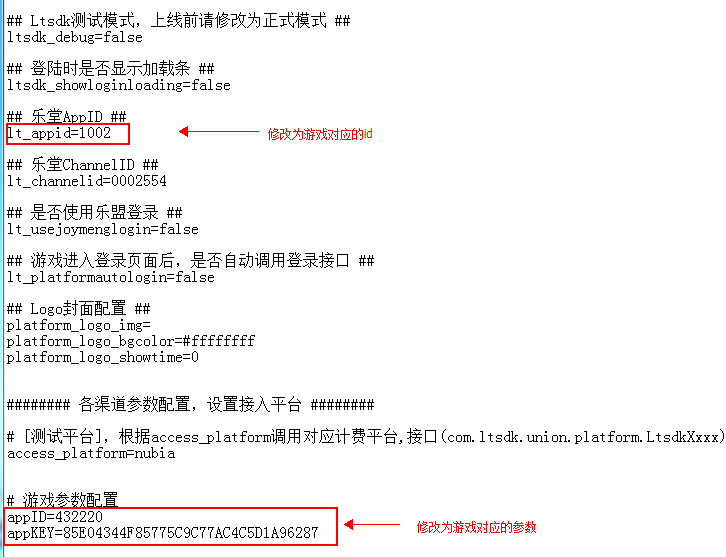 ## Ltsdk测试模式，上线前请修改为正式模式 ##
ltsdk_debug=false
## 登陆时是否显示加载条 ##
ltsdk_showloginloading=false
## 乐堂AppID ##
lt_appid=1002
修改为游戏对应的id
## 乐堂ChannelID ##
lt_channelid=0002554
## 是否使用乐盟登录 ##
lt_usejoymenglogin=false
## 游戏进入登录页面后，是否自动调用登录接口 ##
lt_platformautologin=false
## Logo封面配置 ##
platform_logo_img=
platform_logo_bgcolor=#ffffffff
platform_logo_showtime=0
######## 各渠道参数配置，设置接入平台 ########
# [测试平台]，根据access_platform调用对应计费平台,接口(com.ltsdk.union.platform.LtsdkXxxx)
access_platform=nubia
# 游戏参数配置
appID=432220
appKEY=85E04344F85775C9C77AC4C5D1A96287
修改为游戏对应的参数